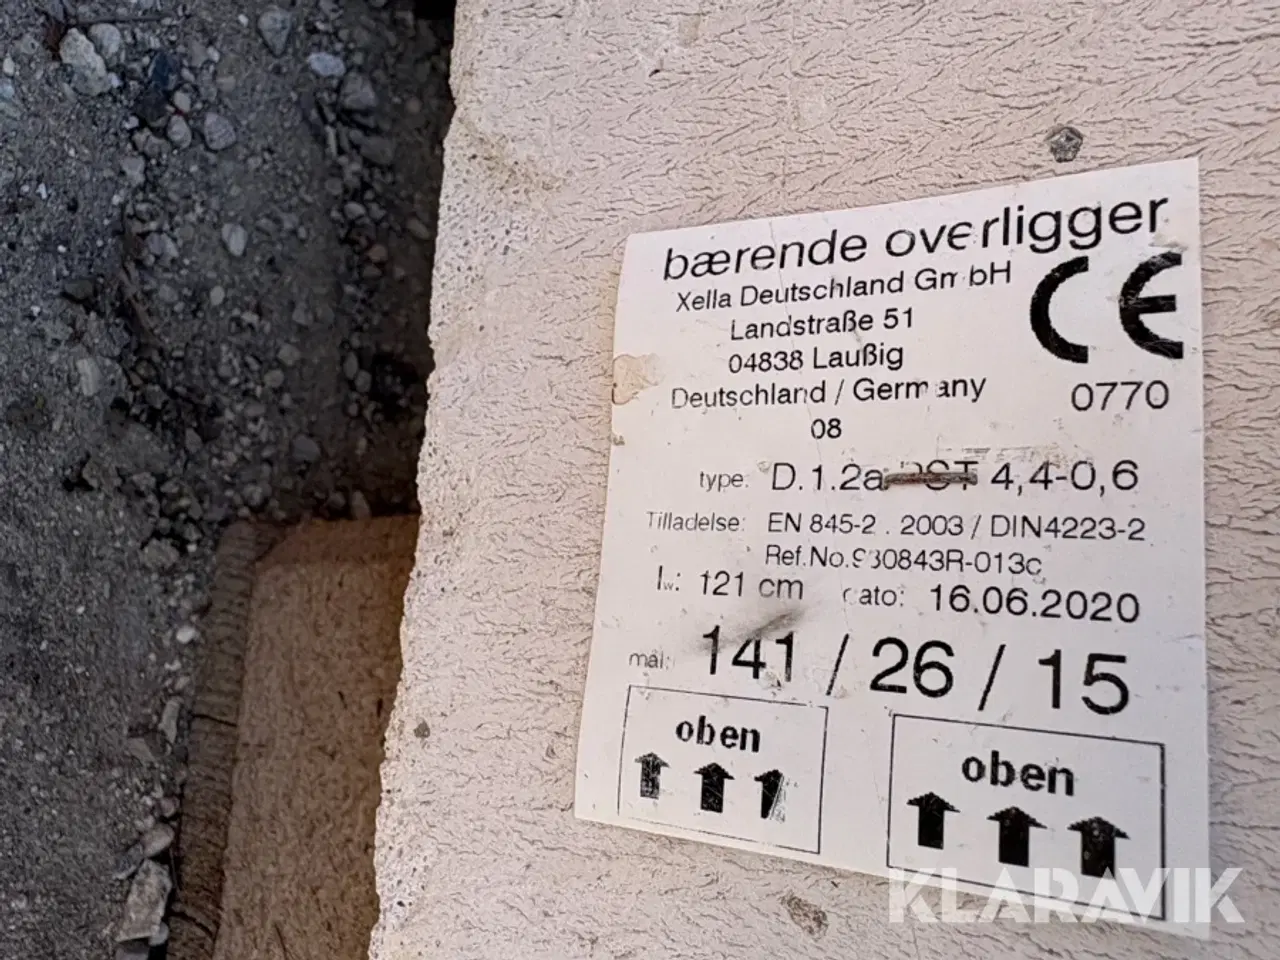 bærende overligger
Xella Deutschland GmbH
Landstraße 51
04838 Laußig
Deutschland / Germany
08
CE
0770
type: D.1.2a PST 4,4-0,6
Tilladelse: EN 845-2 . 2003 / DIN4223-2
Ref.No.930843R-013c
lw: 121 cm dato: 16.06.2020
mål: 141 / 26 / 15
oben
oben
KLARAVIK